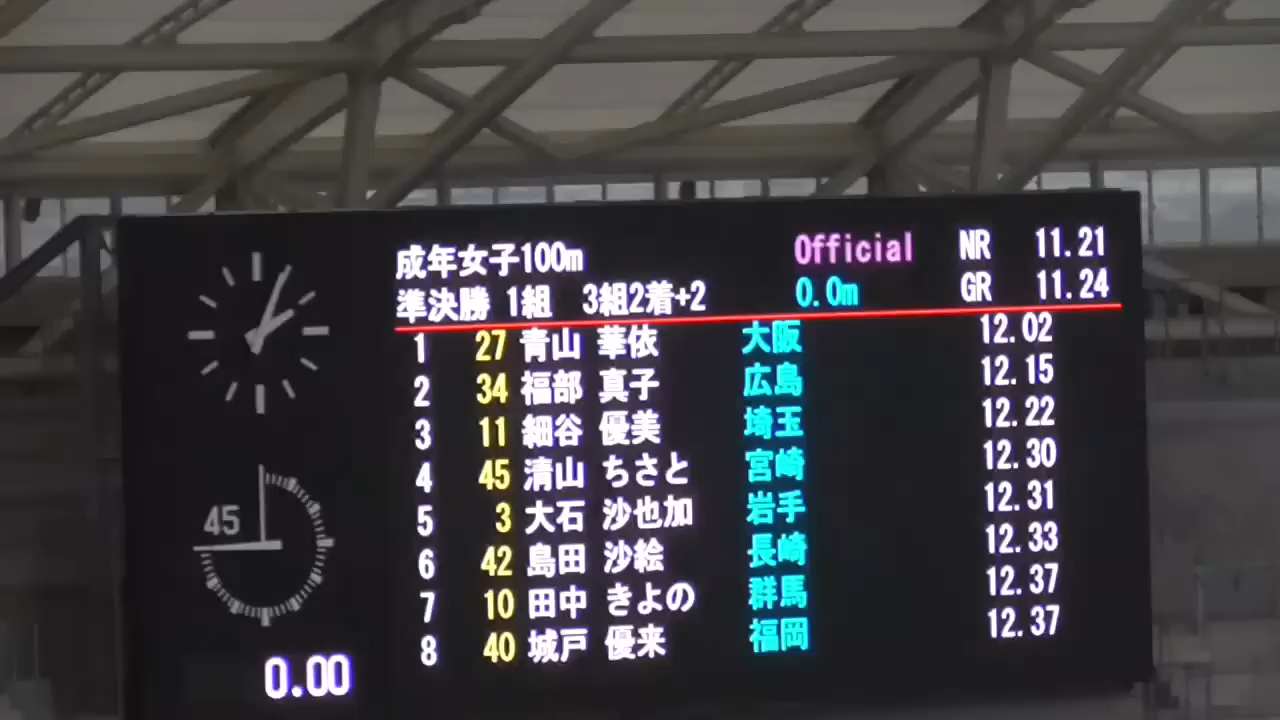 成年女子100m Official NR 11.21
準決勝 1組 3組2着+2 0.0m GR 11.24
1 27 青山 華依 大阪 12.02
2 34 福部 真子 広島 12.15
3 11 細谷 優美 埼玉 12.22
4 45 清山 ちさと 宮崎 12.30
5 3 大石 沙也加 岩手 12.31
6 42 島田 沙絵 長崎 12.33
7 10 田中 きよの 群馬 12.37
8 40 城戸 優来 福岡 12.37
45
0.00